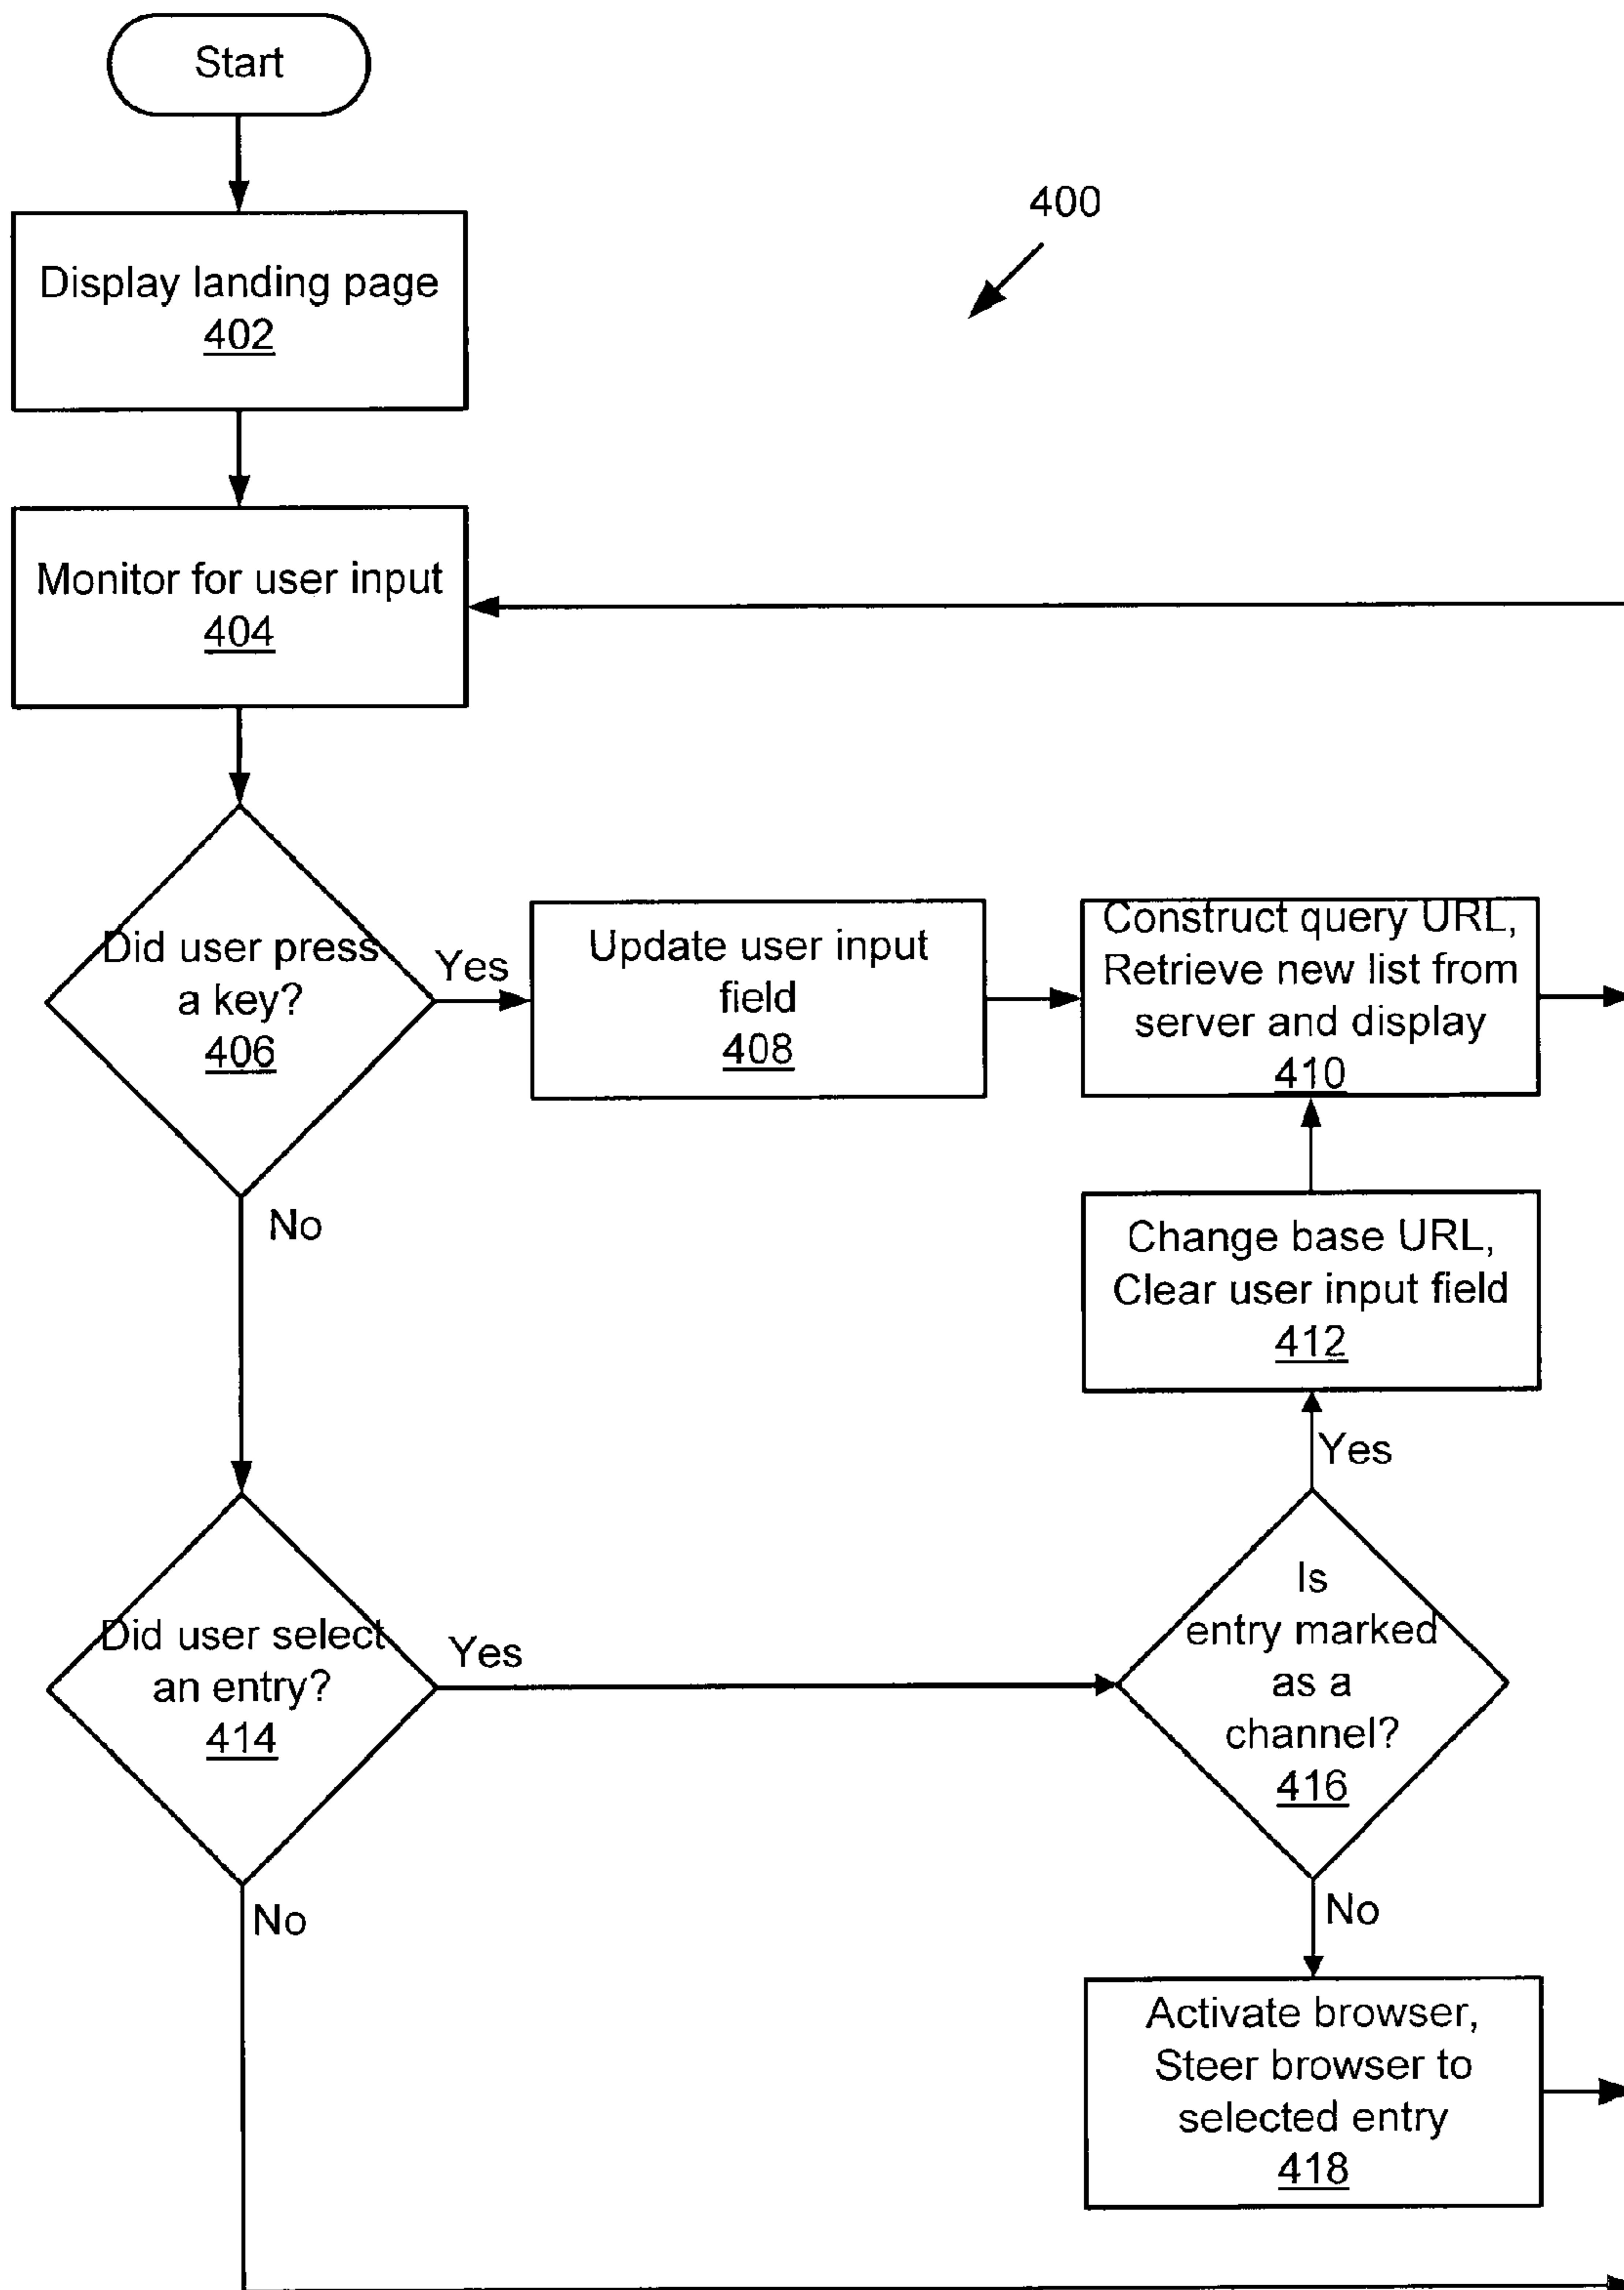 Start
400
Display landing page
402
Monitor for user input
404
Did user press
a key?
406
Yes
Update user input
field
408
Construct query URL,
Retrieve new list from
server and display
410
No
Change base URL,
Clear user input field
412
Yes
Did user select
an entry?
414
Yes
Is
entry marked
as a
channel?
416
No
No
Activate browser,
Steer browser to
selected entry
418